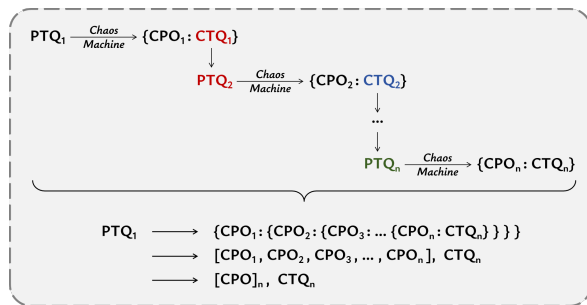 PTQ₁ Chaos Machine {CPO₁: CTQ₁}
PTQ₂ Chaos Machine {CPO₂: CTQ₂}
...
PTQₙ Chaos Machine {CPOₙ: CTQₙ}
PTQ₁ → {CPO₁: {CPO₂: {CPO₃: ... {CPOₙ: CTQₙ} } } }
→ [CPO₁, CPO₂, CPO₃, ... , CPOₙ], CTQₙ
→ [CPO]ₙ, CTQₙ